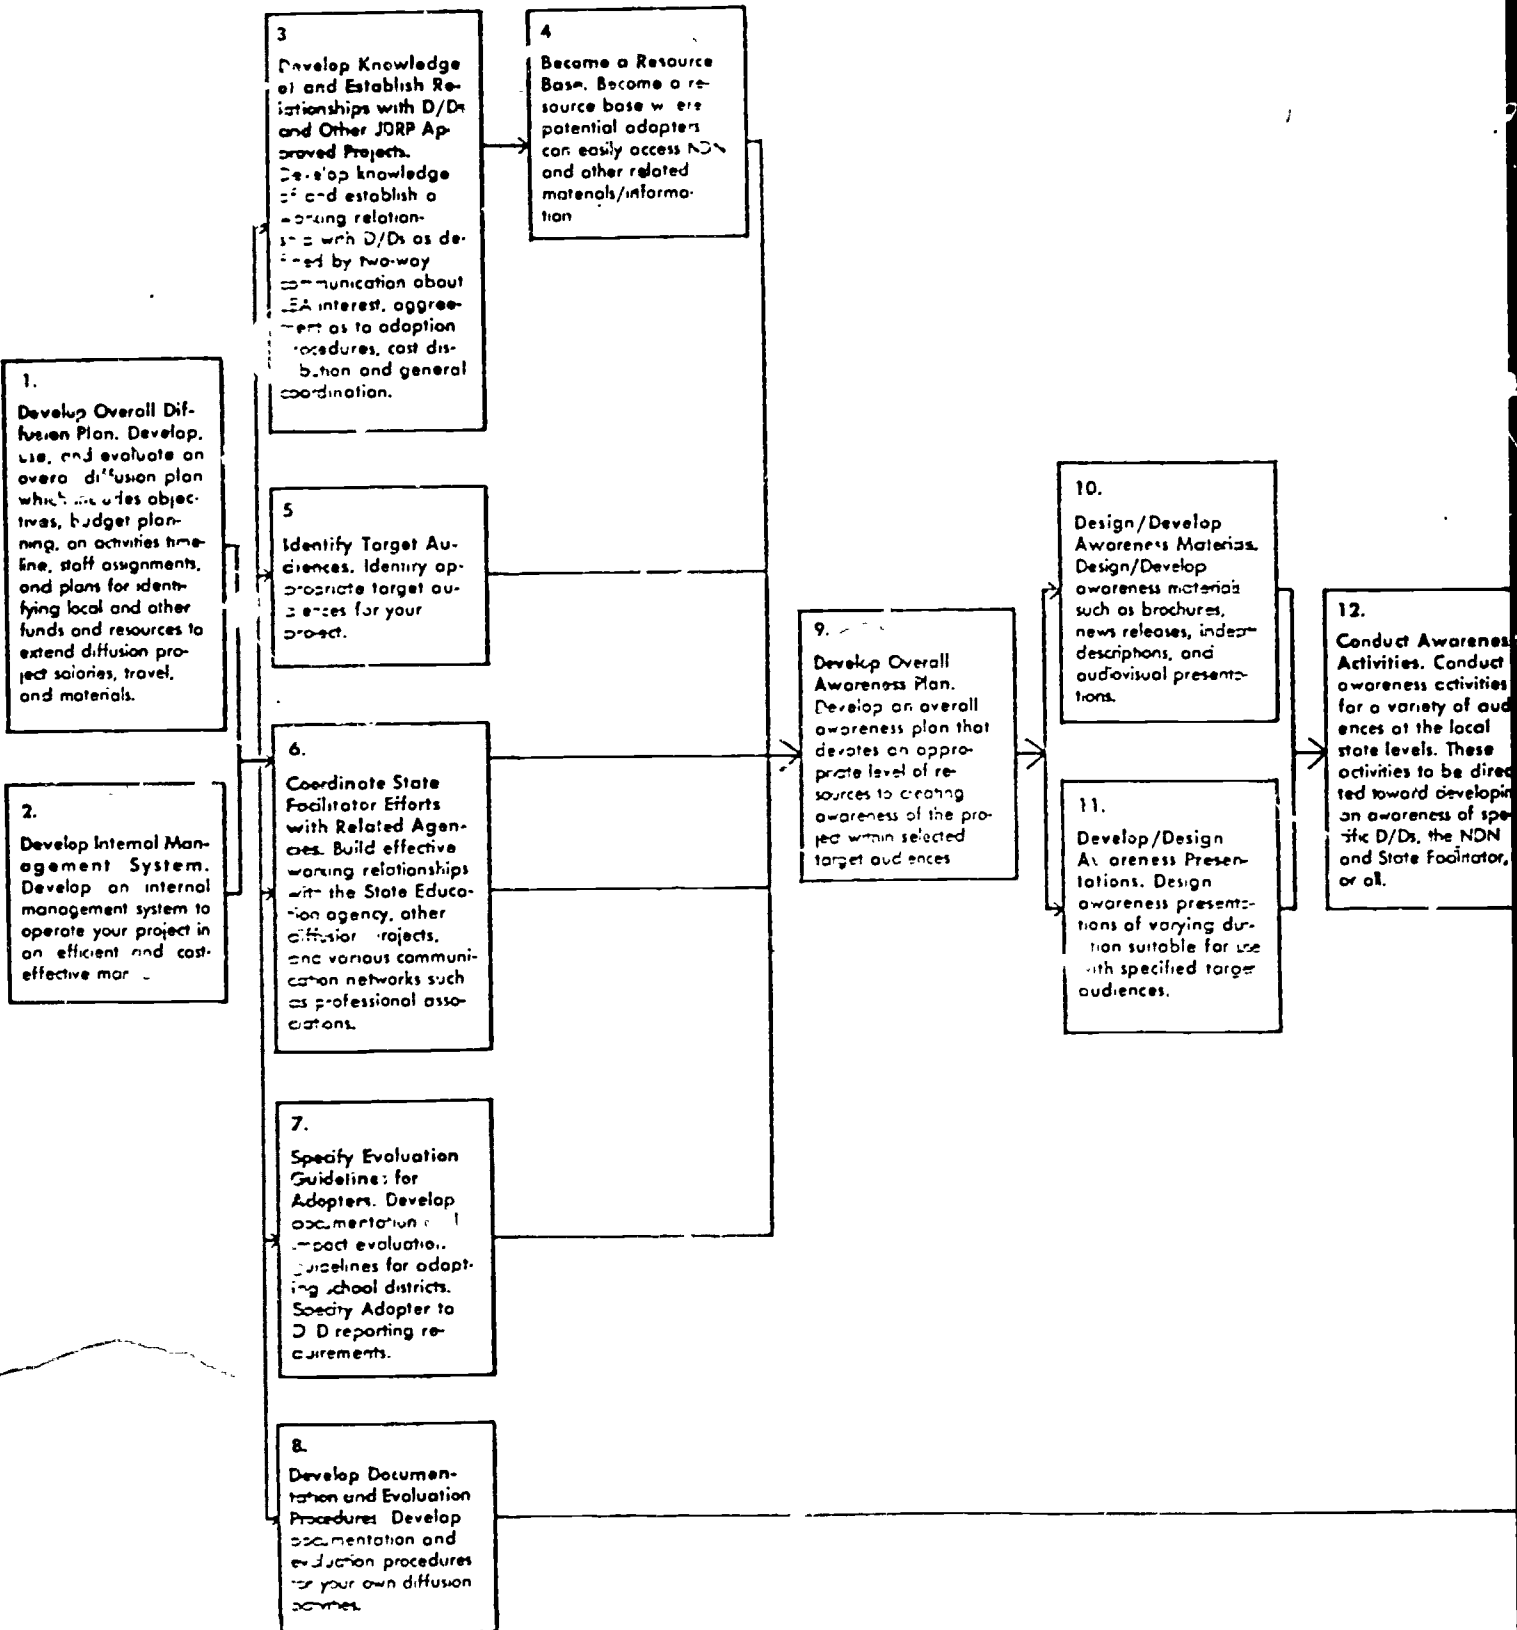 3
Develop Knowledge
of and Establish Re-
lationships with D/Ds
and Other JDRP Ap-
proved Projects.
Develop knowledge
of and establish a
working relation-
ship with D/Ds as de-
fined by two-way
communication about
LEA interest, aggree-
ment as to adoption
procedures, cost dis-
and general
coordination.
4
Become a Resource
Base. Become a re-
source base where
potential adopters
can easily access NDN
and other related
materials/informa-
tion
1.
Develop Overall Dif-
fusion Plan. Develop,
use, and evaluate an
overall diffusion plan
which includes objec-
tives, budget plan-
ning, an activities time-
line, staff assignments,
and plans for identi-
fying local and other
funds and resources to
extend diffusion pro-
ject salaries, travel,
and materials.
2.
Develop Internal Man-
agement System.
Develop an internal
management system to
operate your project in
an efficient and cost-
effective
5
Identify Target Au-
diences. Identify ap-
propriate target au-
diences for your
project.
6.
Coordinate State
Facilitator Efforts
with Related Agen-
cies. Build effective
working relationships
with the State Educa-
tion agency, other
diffusion projects,
and various communi-
cation networks such
as professional asso-
ciations.
7.
Specify Evaluation
Guidelines for
Adopters. Develop
documentation
impact evaluation
guidelines for adopt-
ing school districts.
Specify Adopter to
D/D reporting re-
quirements.
8.
Develop Documen-
tation and Evaluation
Procedures Develop
documentation and
evaluation procedures
for your own diffusion
activities.
9.
Develop Overall
Awareness Plan.
Develop an overall
awareness plan that
devotes an appro-
priate level of re-
sources to creating
awareness of the pro-
ject within selected
target audiences
10.
Design/Develop
Awareness Materials.
Design/Develop
awareness materials
such as brochures,
news releases, indepth
descriptions, and
audiovisual presenta-
tions.
11.
Develop/Design
Awareness Presen-
tations. Design
awareness presenta-
tions of varying dur-
ation suitable for use
with specified target
audiences.
12.
Conduct Awarenes
Activities. Conduct
awareness activities
for a variety of aud
ences at the local
state levels. These
activities to be direc
ted toward developin
an awareness of spe
cific D/Ds, the NDN
and State Facilitator,
or all.